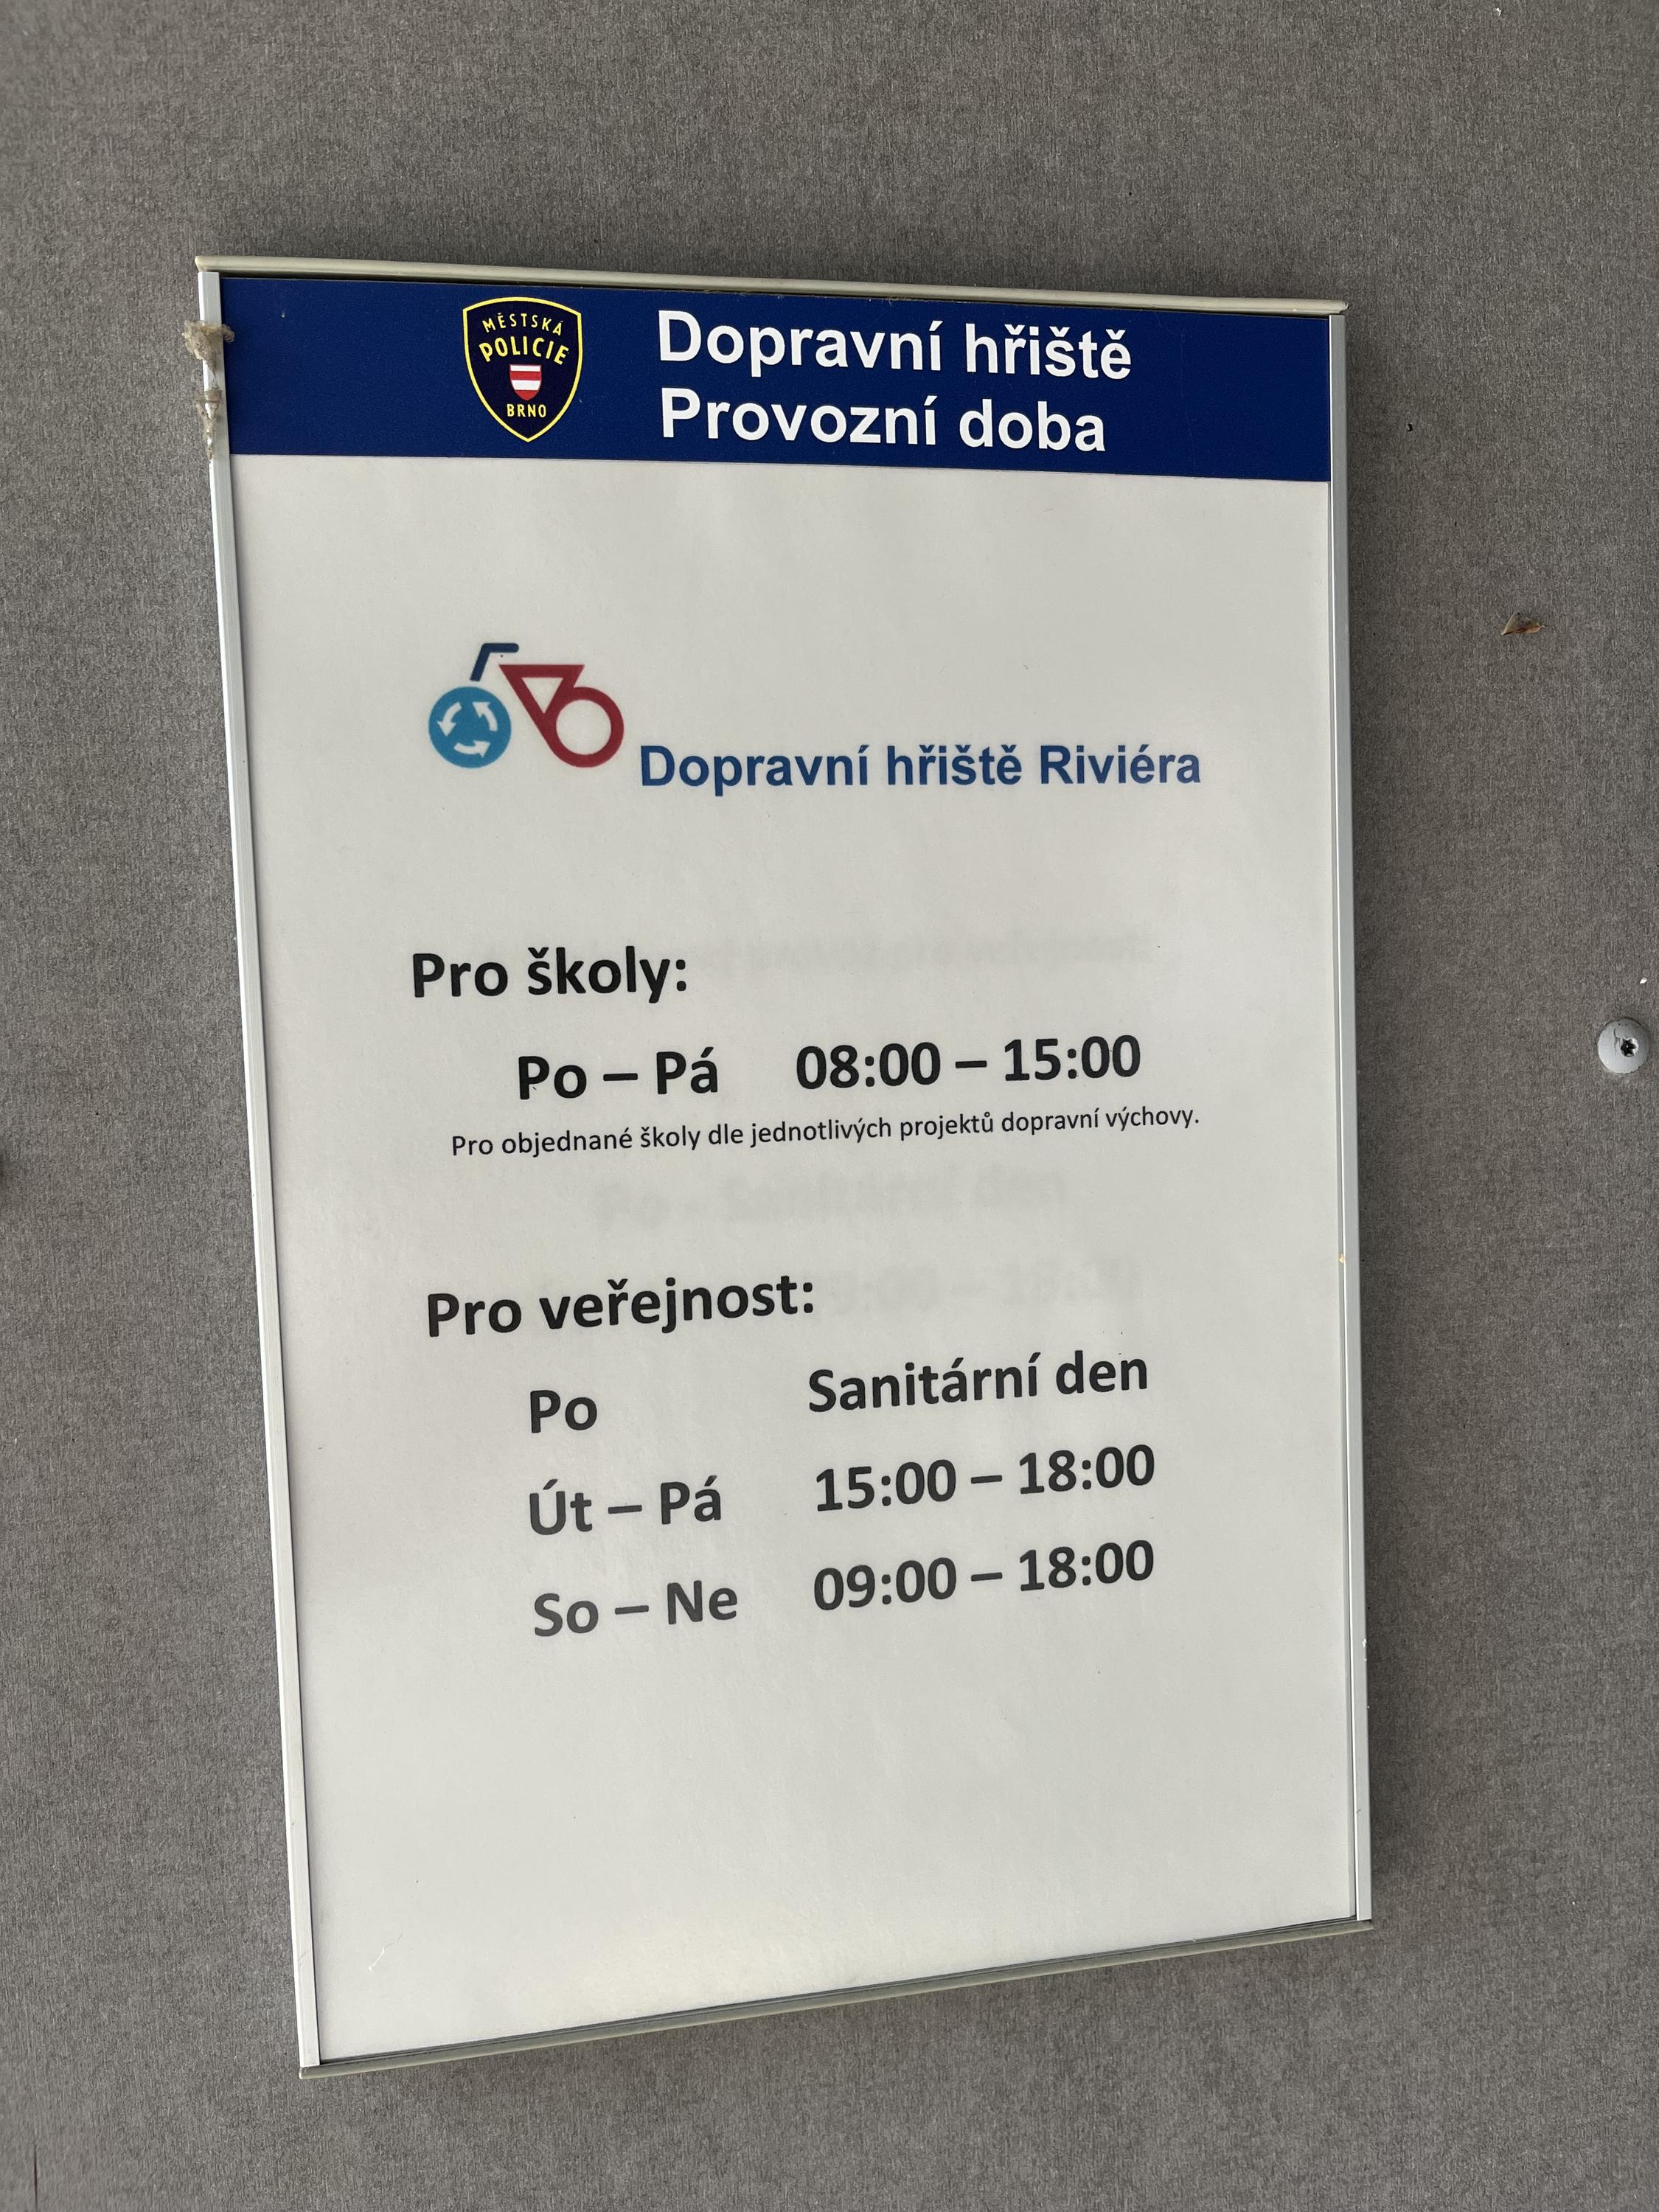 MĚSTSKÁ
POLICIE
BRNO
Dopravní hřiště
Provozní doba
Dopravní hřiště Riviéra
Pro školy:
Po – Pá 08:00 – 15:00
Pro objednané školy dle jednotlivých projektů dopravní výchovy.
Pro veřejnost:
Po Sanitární den
Út – Pá 15:00 – 18:00
So – Ne 09:00 – 18:00